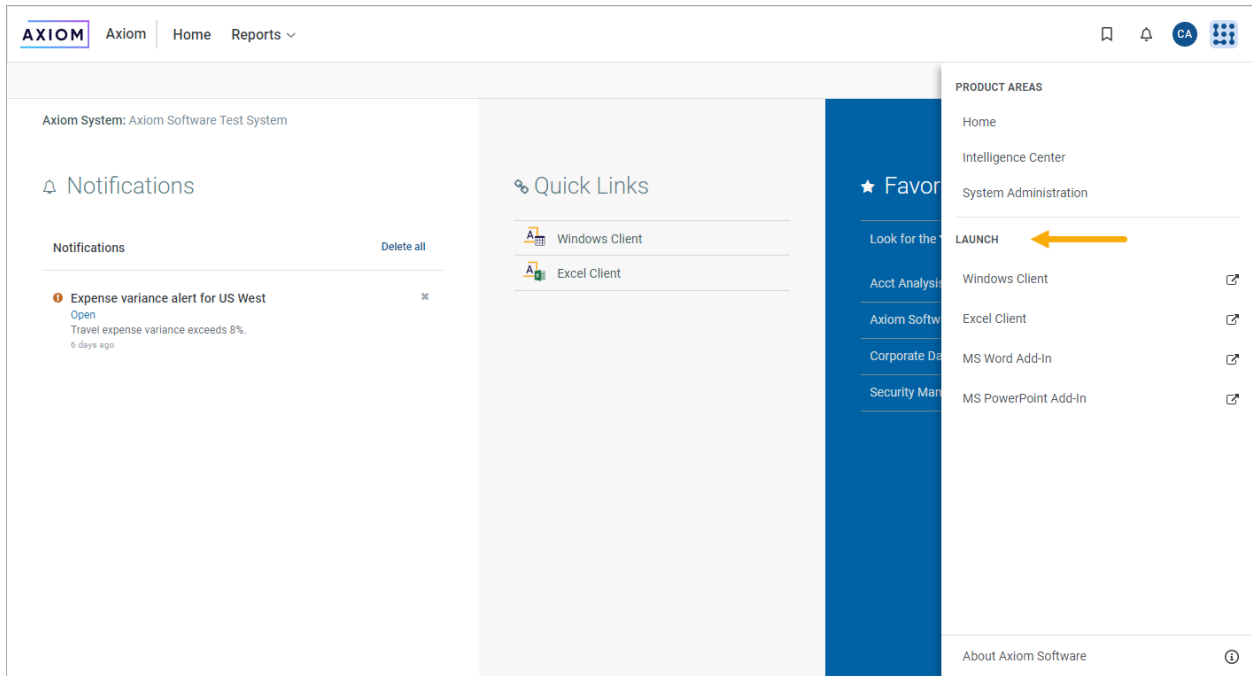 AXIOM Axiom Home Reports
CA
Axiom System: Axiom Software Test System
Notifications
Notifications Delete all
Expense variance alert for US West
Open
Travel expense variance exceeds 8%.
6 days ago
Quick Links
Windows Client
Excel Client
Favor
Look for the
Acct Analysis
Axiom Softw
Corporate Da
Security Man
PRODUCT AREAS
Home
Intelligence Center
System Administration
LAUNCH
Windows Client
Excel Client
MS Word Add-In
MS PowerPoint Add-In
About Axiom Software